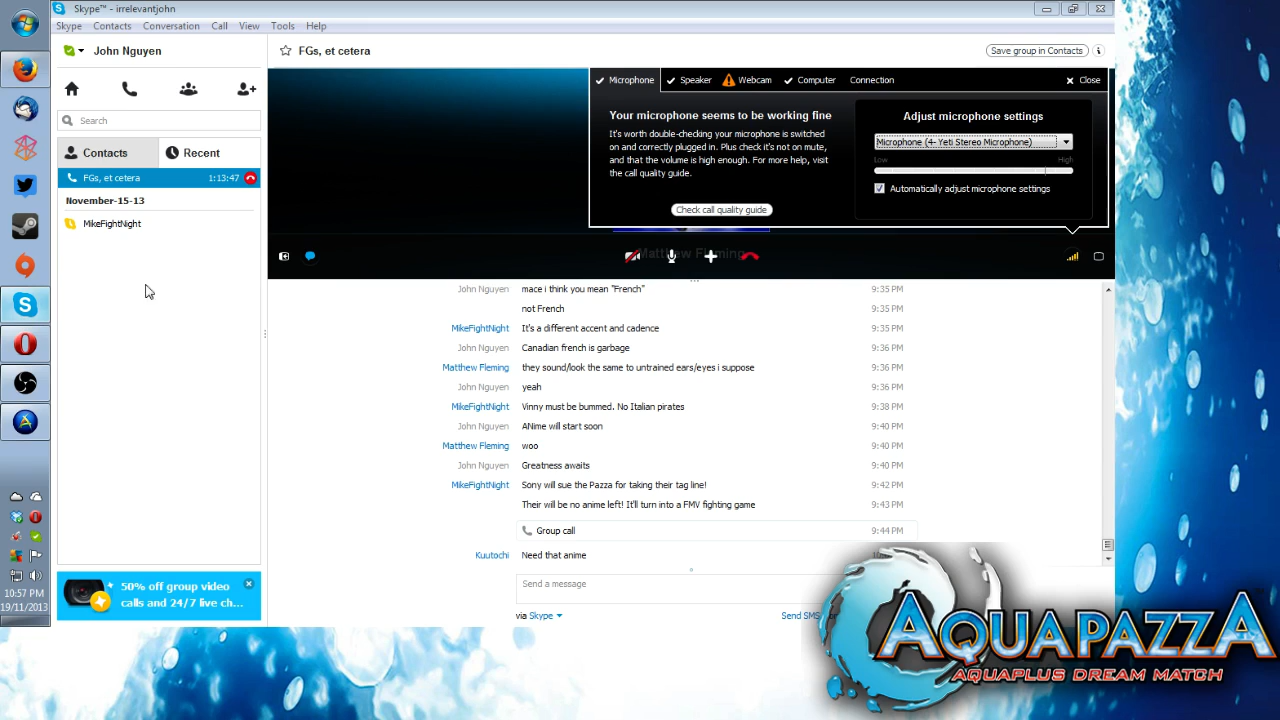 Skype™ - irrelevantjohn
Skype Contacts Conversation Call View Tools Help
John Nguyen
Search
Contacts Recent
FGs, et cetera 1:13:47
November-15-13
MikeFightNight
50% off group video
calls and 24/7 live ch...
10:57 PM
19/11/2013
FGs, et cetera
Save group in Contacts
Microphone Speaker Webcam Computer Connection Close
Your microphone seems to be working fine
It's worth double-checking your microphone is switched
on and correctly plugged in. Plus check it's not on mute,
and that the volume is high enough. For more help, visit
the call quality guide.
Check call quality guide
Adjust microphone settings
Microphone (4- Yeti Stereo Microphone)
Low High
Automatically adjust microphone settings
Matthew Fleming
John Nguyen mace i think you mean "French" 9:35 PM
not French 9:35 PM
MikeFightNight It's a different accent and cadence 9:35 PM
John Nguyen Canadian french is garbage 9:36 PM
Matthew Fleming they sound/look the same to untrained ears/eyes i suppose 9:36 PM
John Nguyen yeah 9:36 PM
MikeFightNight Vinny must be bummed. No Italian pirates 9:38 PM
John Nguyen ANime will start soon 9:40 PM
Matthew Fleming woo 9:40 PM
John Nguyen Greatness awaits 9:40 PM
MikeFightNight Sony will sue the Pazza for taking their tag line! 9:42 PM
Their will be no anime left! It'll turn into a FMV fighting game 9:43 PM
Group call 9:44 PM
Kuutochi Need that anime
Send a message
via Skype Send SMS
AQUAPAZZA
AQUAPLUS DREAM MATCH